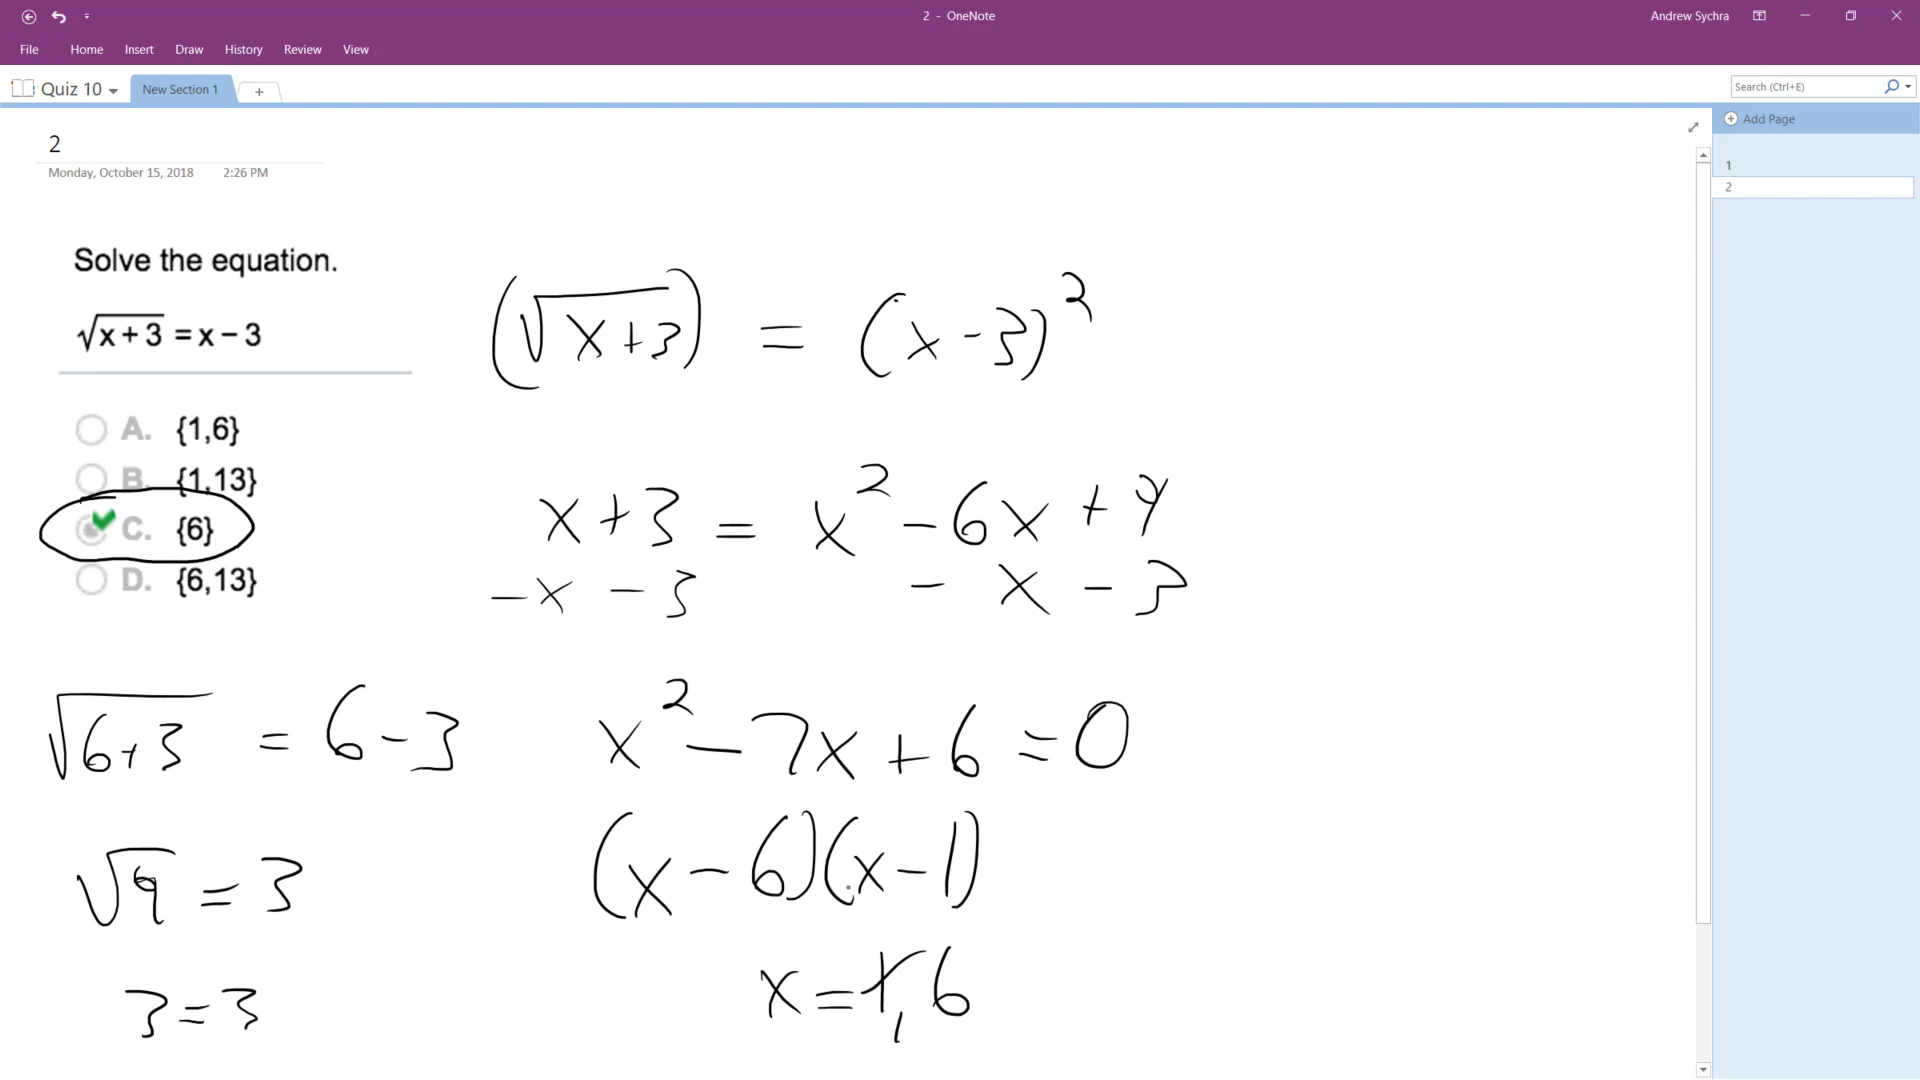 2 - OneNote
Andrew Sychra
File Home Insert Draw History Review View
Quiz 10
New Section 1
+
Search (Ctrl+E)
Add Page
1
2
2
Monday, October 15, 2018 2:26 PM
Solve the equation.
√x + 3 = x – 3
A. {1,6}
B. {1,13}
C. {6}
D. {6,13}
(√x+3) = (x-3)²
x+3 = x²-6x+9
-x -3 -x -3
x²-7x+6=0
(x-6)(x-1)
x=1,6
√6+3 = 6-3
√9 = 3
3=3